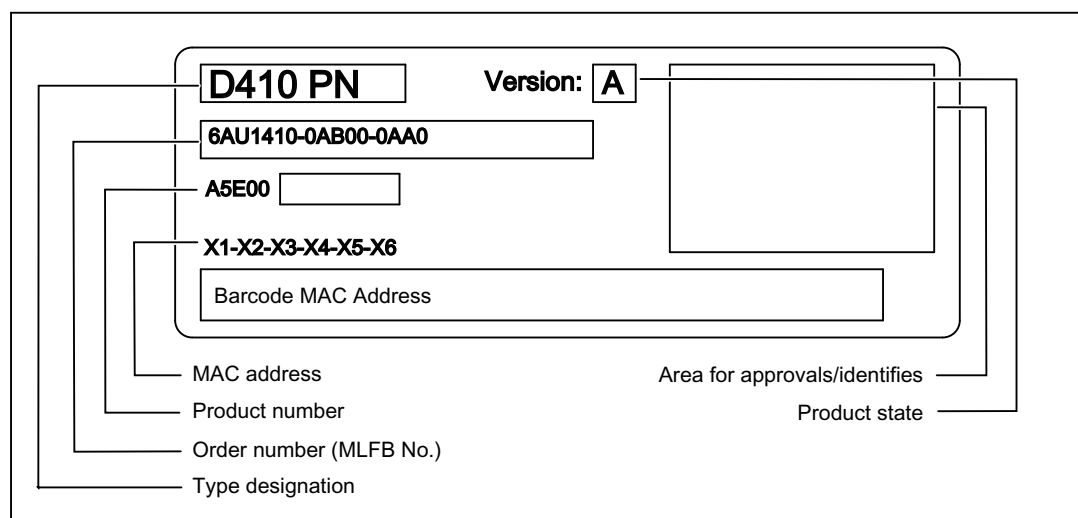 D410 PN Version: A
6AU1410-0AB00-0AA0
A5E00
X1-X2-X3-X4-X5-X6
Barcode MAC Address
MAC address Area for approvals/identifies
Product number Product state
Order number (MLFB No.)
Type designation